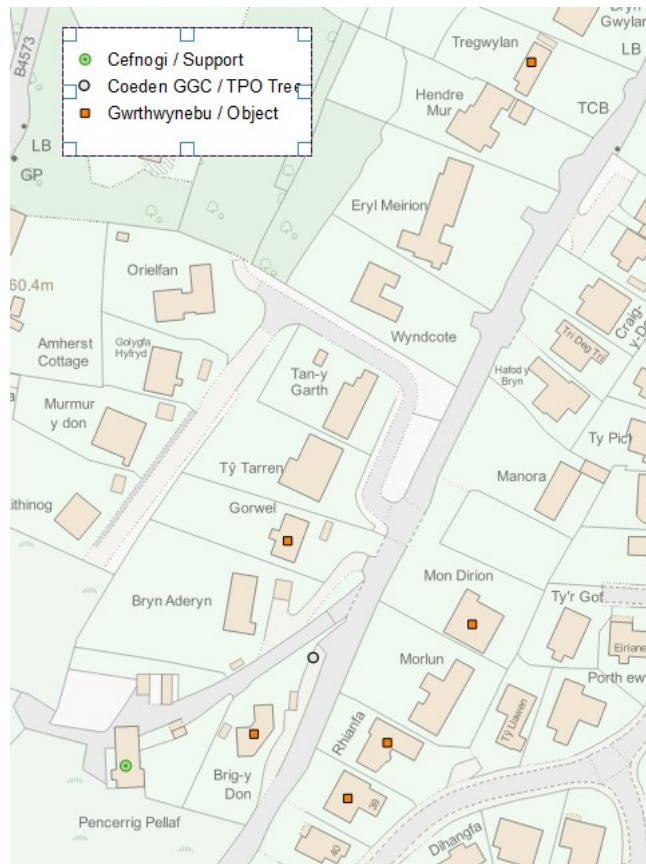 B4573
Cefnogi / Support
Coeden GGC / TPO Tree
Gwrthwynebu / Object
LB
GP
Bryn
Gwylan
Tregwylan
LB
Hendre
Mur
TCB
Eryl Meirion
Orielfan
60.4m
Wyndcote
Amherst
Cottage
Golygfa
Hyfryd
Tan-y
Garth
Tri Deg Tri
Craig-
Hafod y
Bryn
Murmur
y don
Ty Pict
Tŷ Tarren
Manora
Gorwel
Mon Dirion
Bryn Aderyn
Ty'r Gof
Eiriane
Morlun
Porth ew
Tŷ Llawen
Rhianfa
Brig-y
Don
39
Pencerrig Pellaf
40
Dihangfa